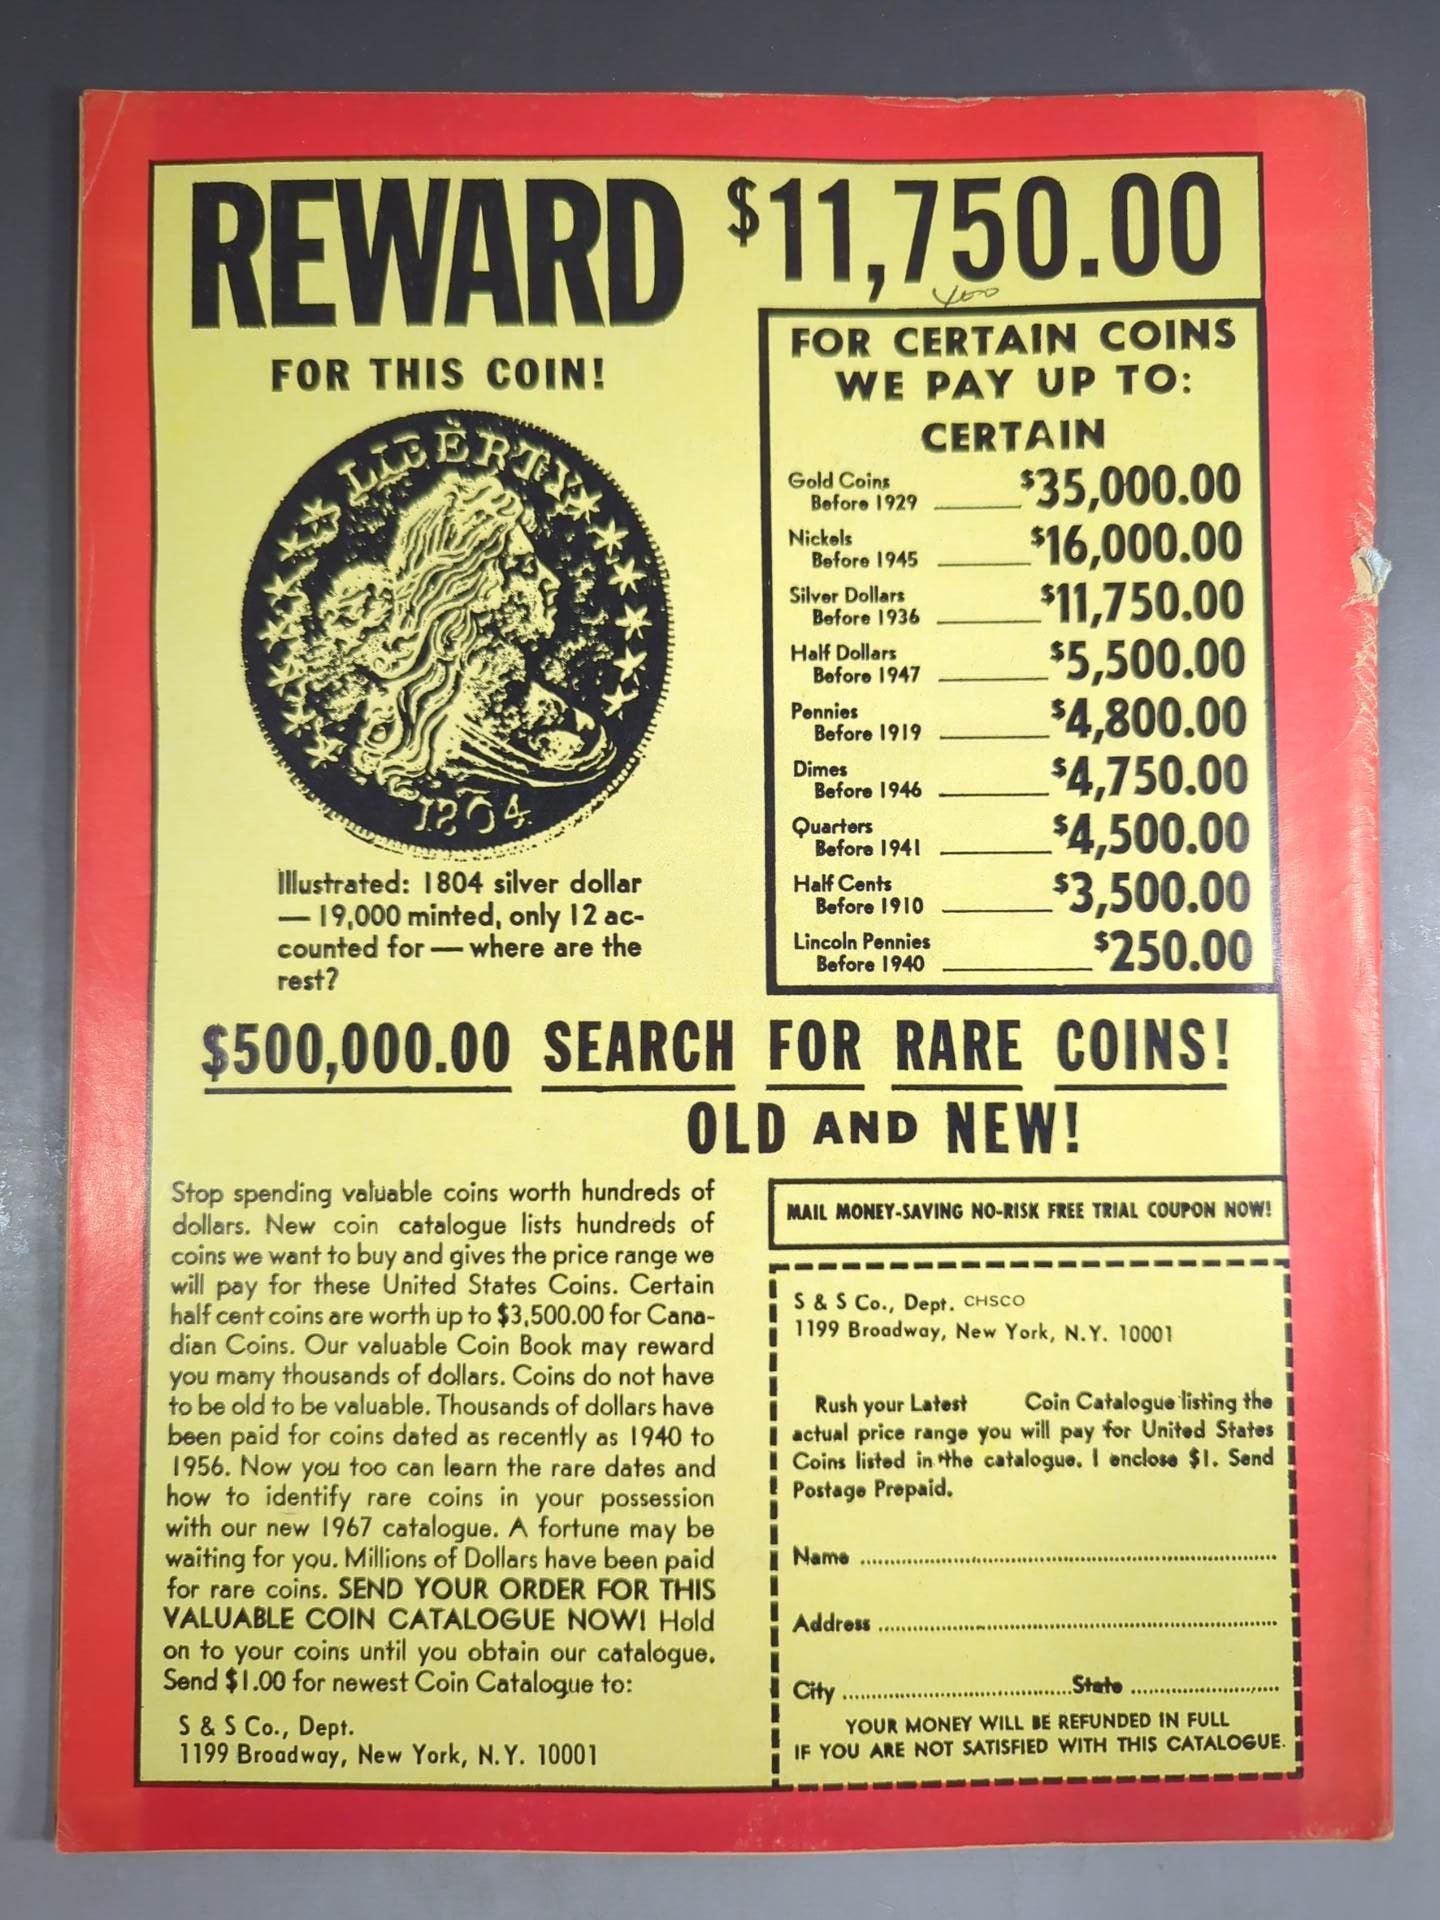 REWARD $11,750.00
400
FOR THIS COIN!
LIBERTY
1804
Illustrated: 1804 silver dollar
— 19,000 minted, only 12 ac-
counted for — where are the
rest?
FOR CERTAIN COINS
WE PAY UP TO:
CERTAIN
Gold Coins
Before 1929 $35,000.00
Nickels
Before 1945 $16,000.00
Silver Dollars
Before 1936 $11,750.00
Half Dollars
Before 1947 $5,500.00
Pennies
Before 1919 $4,800.00
Dimes
Before 1946 $4,750.00
Quarters
Before 1941 $4,500.00
Half Cents
Before 1910 $3,500.00
Lincoln Pennies
Before 1940 $250.00
$500,000.00 SEARCH FOR RARE COINS!
OLD AND NEW!
Stop spending valuable coins worth hundreds of
dollars. New coin catalogue lists hundreds of
coins we want to buy and gives the price range we
will pay for these United States Coins. Certain
half cent coins are worth up to $3,500.00 for Cana-
dian Coins. Our valuable Coin Book may reward
you many thousands of dollars. Coins do not have
to be old to be valuable. Thousands of dollars have
been paid for coins dated as recently as 1940 to
1956. Now you too can learn the rare dates and
how to identify rare coins in your possession
with our new 1967 catalogue. A fortune may be
waiting for you. Millions of Dollars have been paid
for rare coins. SEND YOUR ORDER FOR THIS
VALUABLE COIN CATALOGUE NOW! Hold
on to your coins until you obtain our catalogue.
Send $1.00 for newest Coin Catalogue to:
S & S Co., Dept.
1199 Broadway, New York, N.Y. 10001
MAIL MONEY-SAVING NO-RISK FREE TRIAL COUPON NOW!
S & S Co., Dept. CHSCO
1199 Broadway, New York, N.Y. 10001
Rush your Latest Coin Catalogue listing the
actual price range you will pay for United States
Coins listed in the catalogue. I enclose $1. Send
Postage Prepaid.
Name
Address
City State
YOUR MONEY WILL BE REFUNDED IN FULL
IF YOU ARE NOT SATISFIED WITH THIS CATALOGUE.